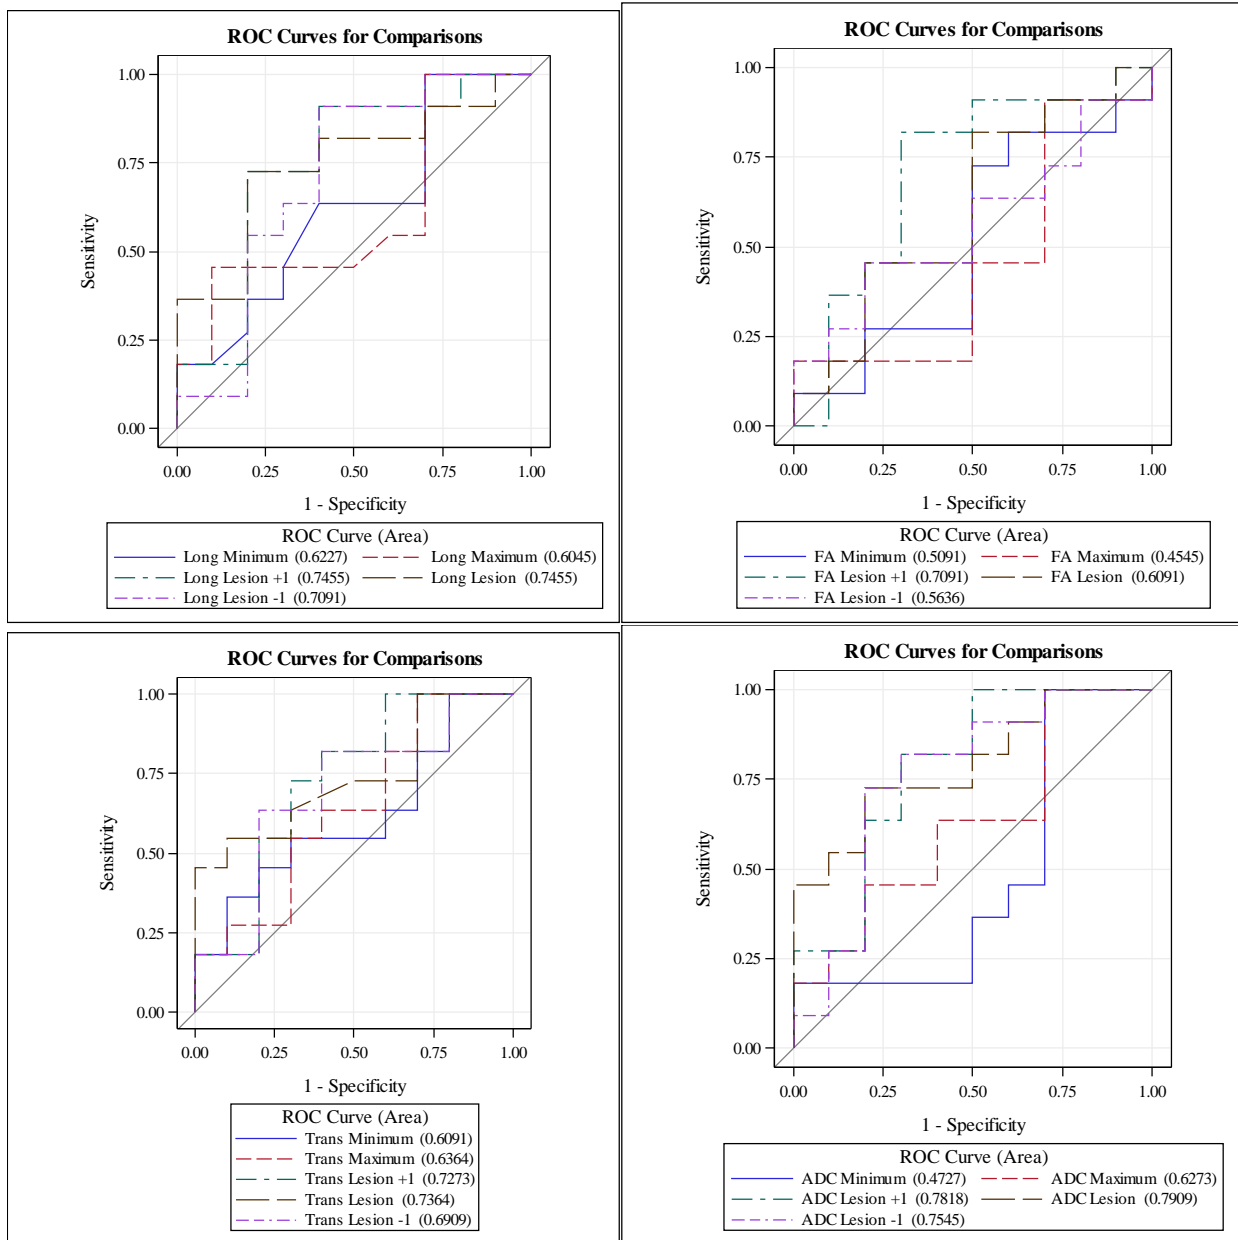 ROC Curves for Comparisons
1.00
0.75
0.50
0.25
0.00
Sensitivity
0.00 0.25 0.50 0.75 1.00
1 - Specificity
ROC Curve (Area)
Long Minimum (0.6227) Long Maximum (0.6045)
Long Lesion +1 (0.7455) Long Lesion (0.7455)
Long Lesion -1 (0.7091)
ROC Curves for Comparisons
1.00
0.75
0.50
0.25
0.00
Sensitivity
0.00 0.25 0.50 0.75 1.00
1 - Specificity
ROC Curve (Area)
FA Minimum (0.5091) FA Maximum (0.4545)
FA Lesion +1 (0.7091) FA Lesion (0.6091)
FA Lesion -1 (0.5636)
ROC Curves for Comparisons
1.00
0.75
0.50
0.25
0.00
Sensitivity
0.00 0.25 0.50 0.75 1.00
1 - Specificity
ROC Curve (Area)
Trans Minimum (0.6091)
Trans Maximum (0.6364)
Trans Lesion +1 (0.7273)
Trans Lesion (0.7364)
Trans Lesion -1 (0.6909)
ROC Curves for Comparisons
1.00
0.75
0.50
0.25
0.00
Sensitivity
0.00 0.25 0.50 0.75 1.00
1 - Specificity
ROC Curve (Area)
ADC Minimum (0.4727) ADC Maximum (0.6273)
ADC Lesion +1 (0.7818) ADC Lesion (0.7909)
ADC Lesion -1 (0.7545)